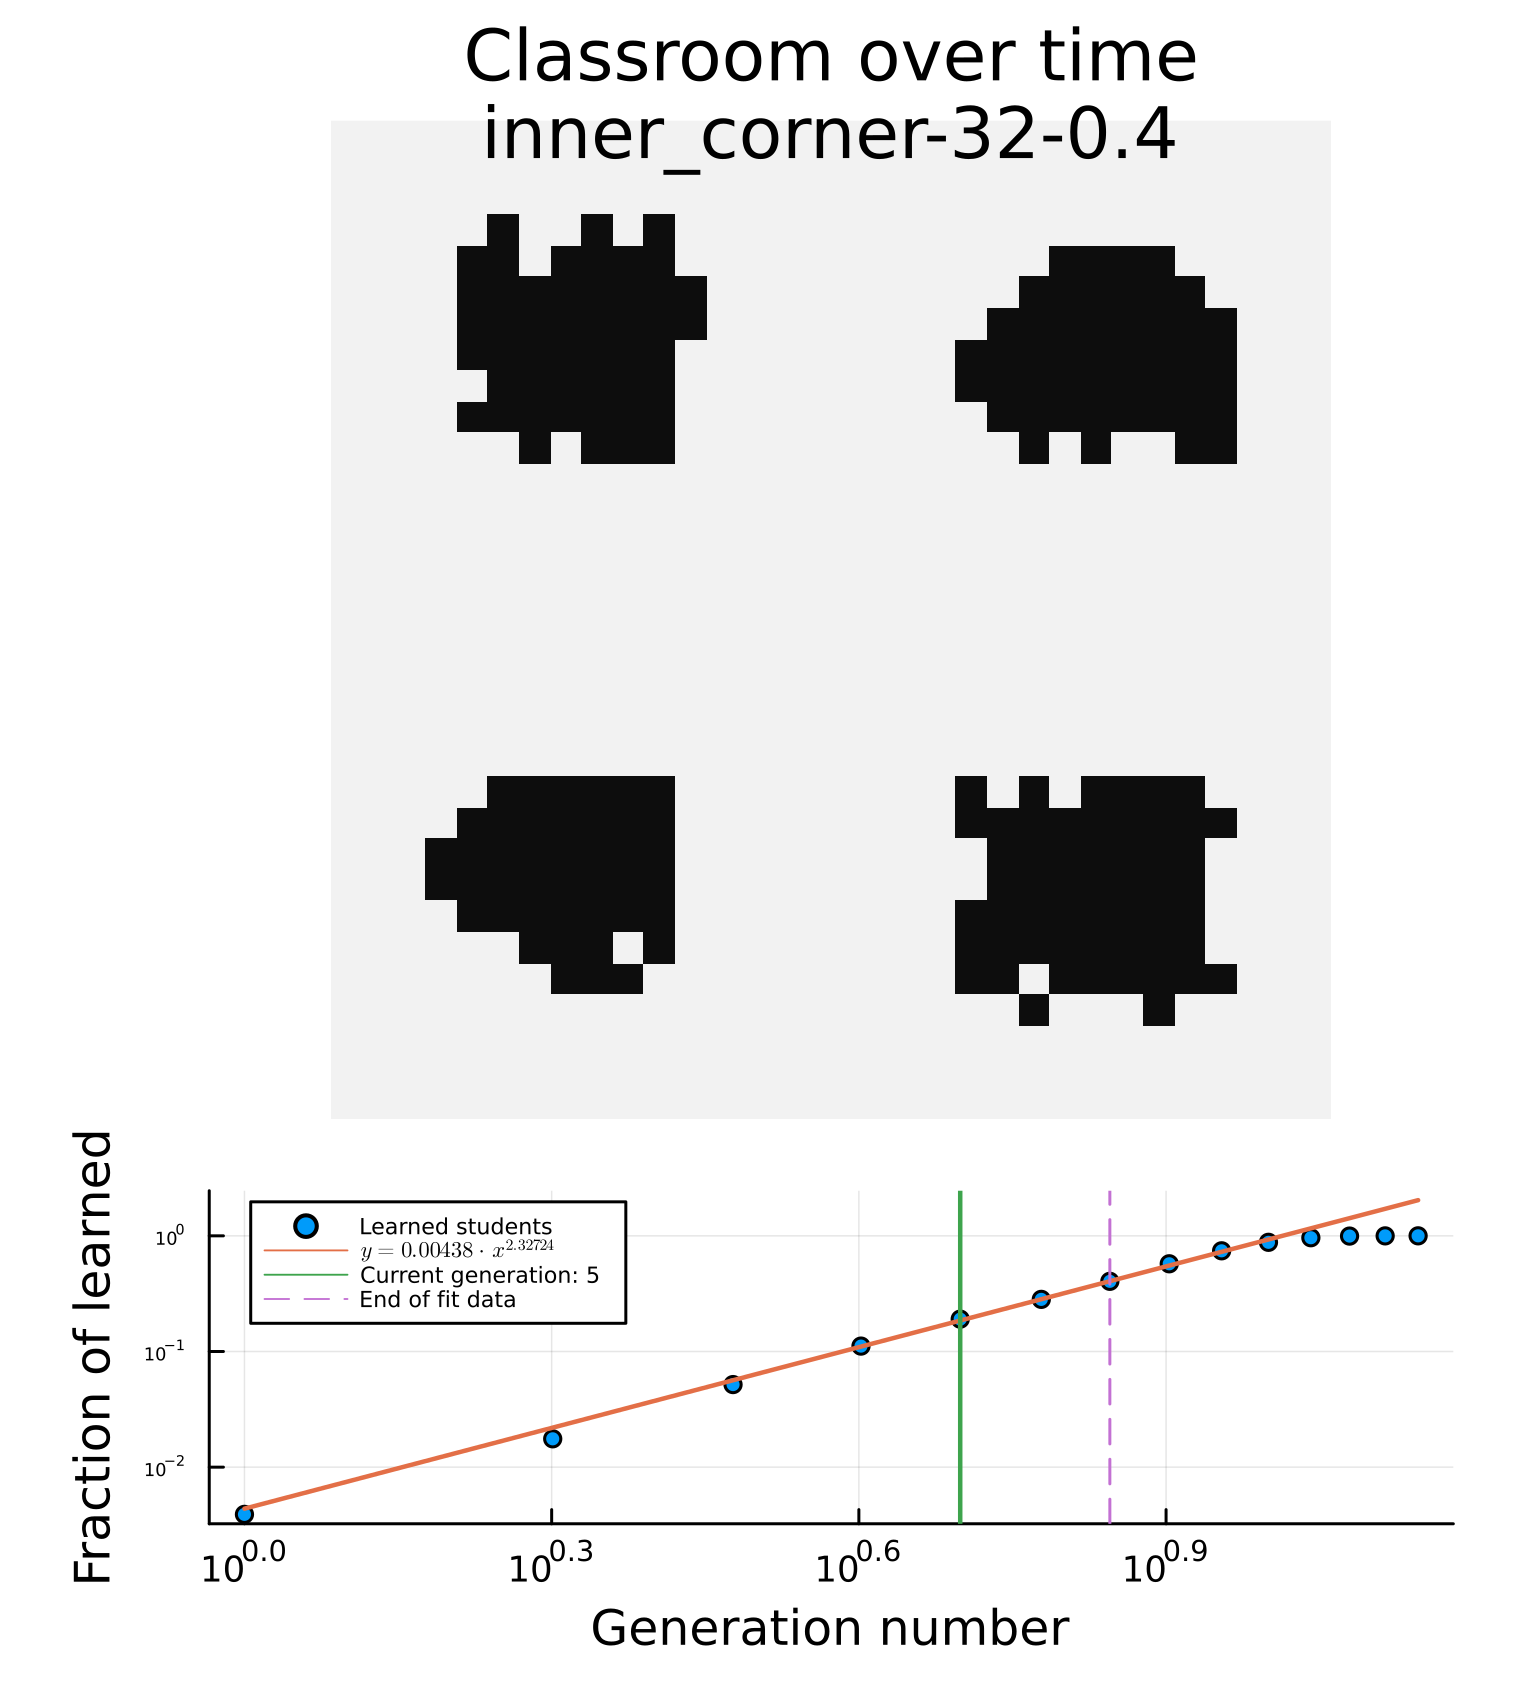 Classroom over time
inner_corner-32-0.4
Fraction of learned
10^0
10^−1
10^−2
Learned students
y = 0.00438 · x^2.32724
Current generation: 5
End of fit data
10^0.0 10^0.3 10^0.6 10^0.9
Generation number